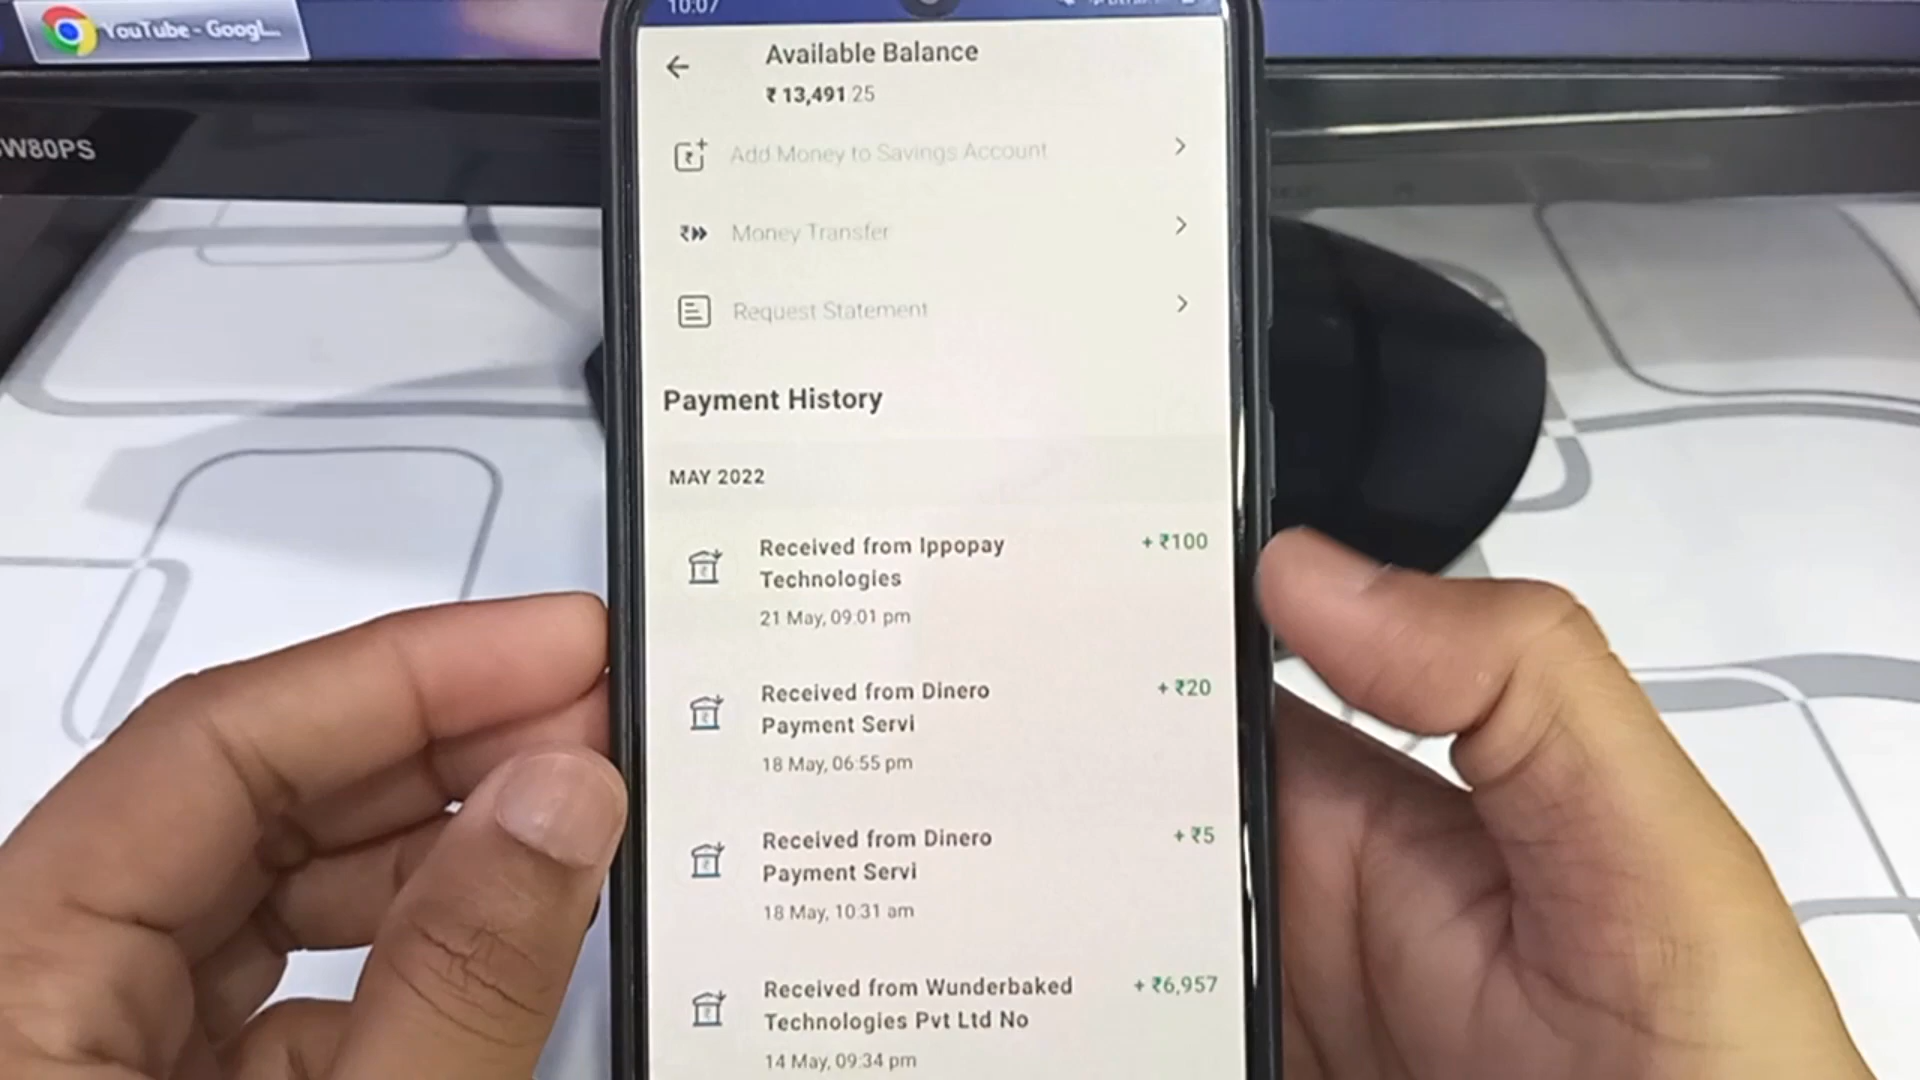 YouTube - Googl...
W80PS
10:07
Available Balance
₹ 13,491.25
Add Money to Savings Account
Money Transfer
Request Statement
Payment History
MAY 2022
Received from Ippopay
Technologies
+ ₹100
21 May, 09:01 pm
Received from Dinero
Payment Servi
+ ₹20
18 May, 06:55 pm
Received from Dinero
Payment Servi
+ ₹5
18 May, 10:31 am
Received from Wunderbaked
Technologies Pvt Ltd No
+ ₹6,957
14 May, 09:34 pm